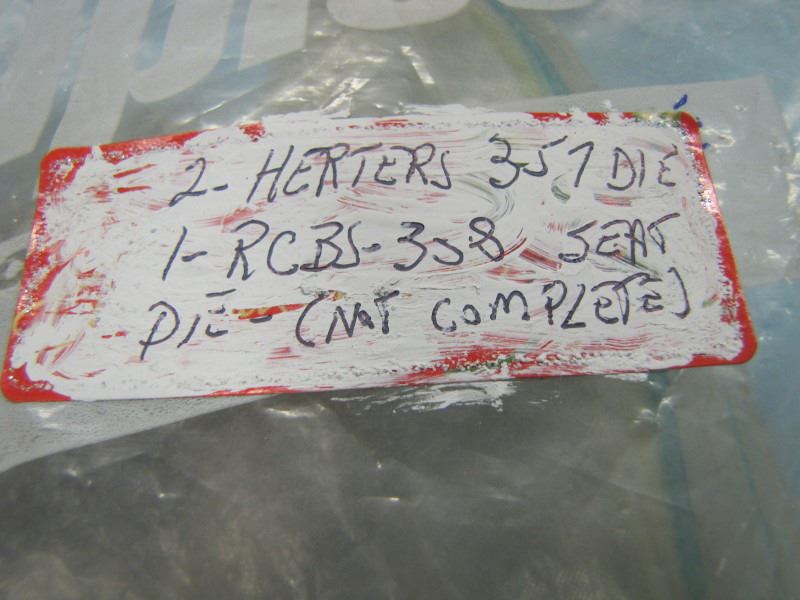 2- HERTERS 357 DIE
1- RCBS-358 SEAT
DIE- (NOT COMPLETE)